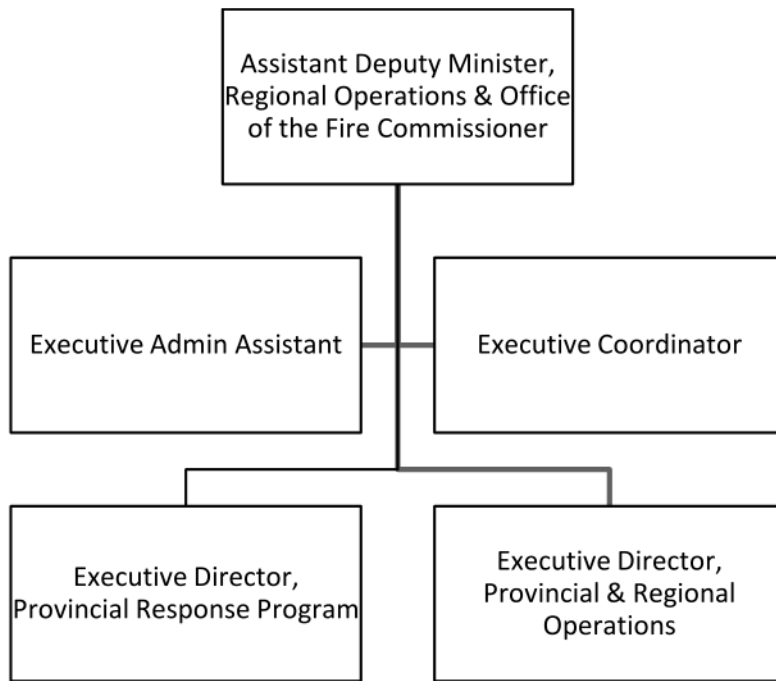 Assistant Deputy Minister,
Regional Operations & Office
of the Fire Commissioner
Executive Admin Assistant
Executive Coordinator
Executive Director,
Provincial Response Program
Executive Director,
Provincial & Regional
Operations